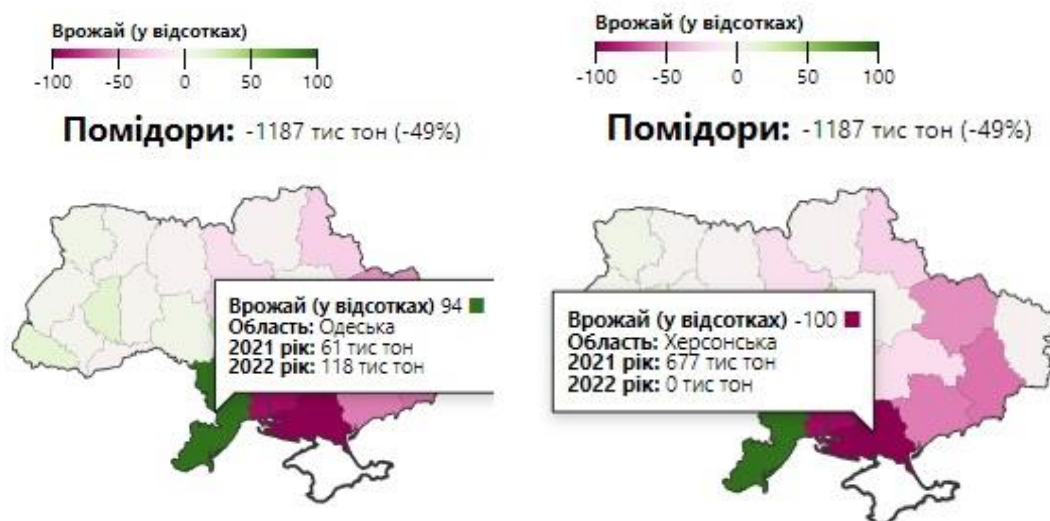 Врожай (у відсотках)
-100 -50 0 50 100
Помідори: -1187 тис тон (-49%)
Врожай (у відсотках) 94
Область: Одеська
2021 рік: 61 тис тон
2022 рік: 118 тис тон
Врожай (у відсотках)
-100 -50 0 50 100
Помідори: -1187 тис тон (-49%)
Врожай (у відсотках) -100
Область: Херсонська
2021 рік: 677 тис тон
2022 рік: 0 тис тон